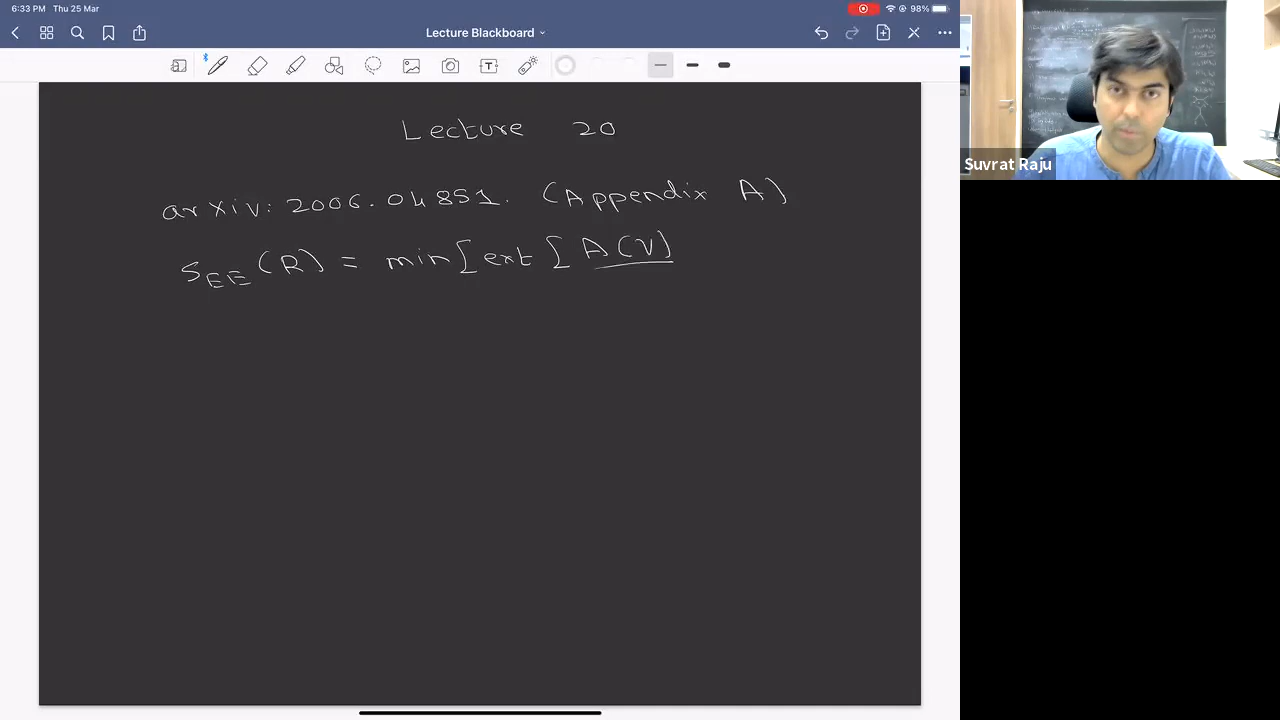 6:33 PM Thu 25 Mar
98%
Lecture Blackboard
T
Suvrat Raju
Lecture 20
arxiv: 2006.04851. (Appendix A)
S_EE (R) = min[ext [A(V)